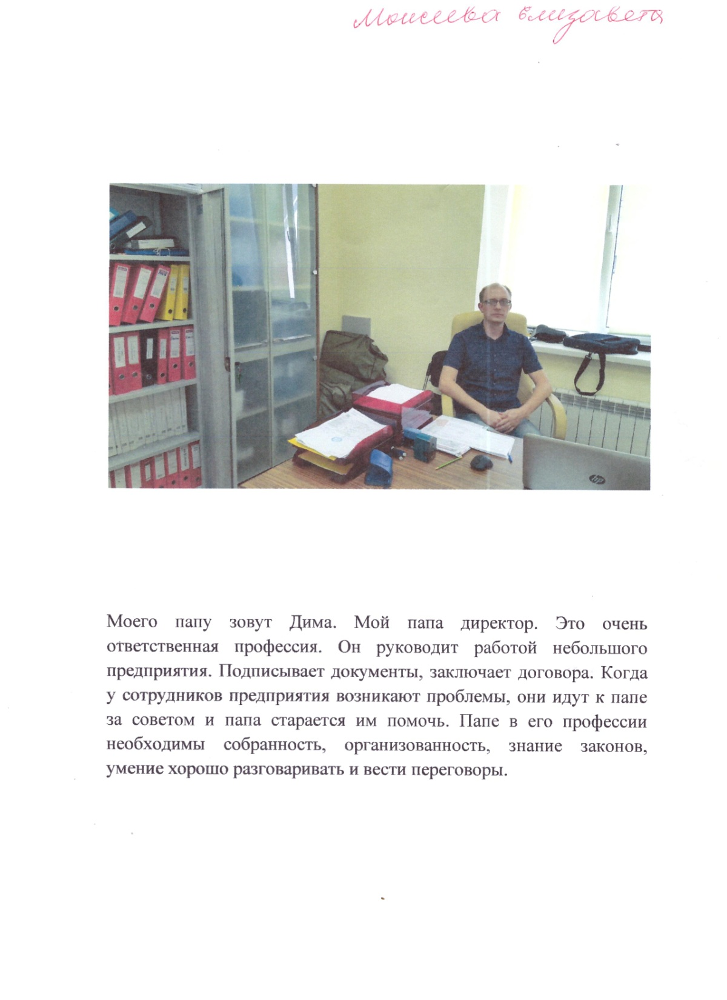 Моисеева Елизавета
hp
Моего папу зовут Дима. Мой папа директор. Это очень
ответственная профессия. Он руководит работой небольшого
предприятия. Подписывает документы, заключает договора. Когда
у сотрудников предприятия возникают проблемы, они идут к папе
за советом и папа старается им помочь. Папе в его профессии
необходимы собранность, организованность, знание законов,
умение хорошо разговаривать и вести переговоры.